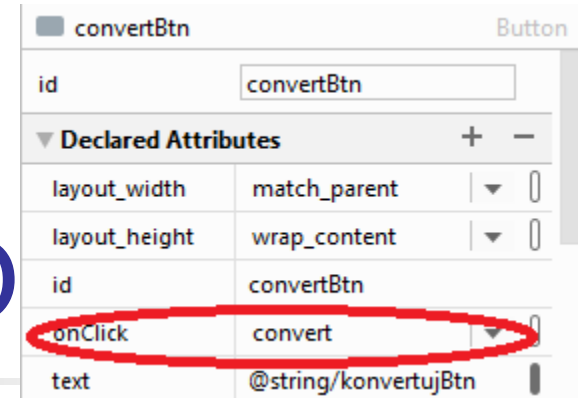 convertBtn Button
id convertBtn
Declared Attributes + −
layout_width match_parent
layout_height wrap_content
id convertBtn
onClick convert
text @string/konvertujBtn